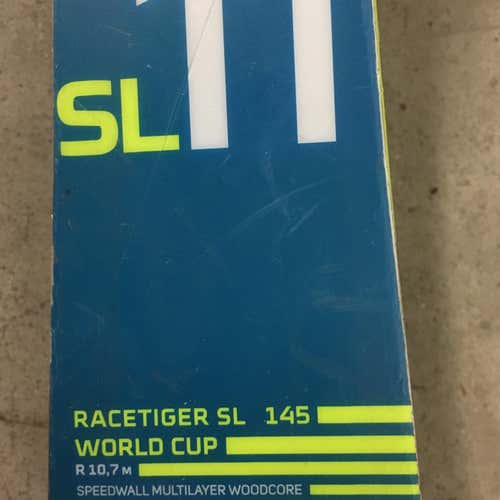 SL
RACETIGER SL 145
WORLD CUP
R 10,7 M
SPEEDWALL MULTILAYER WOODCORE